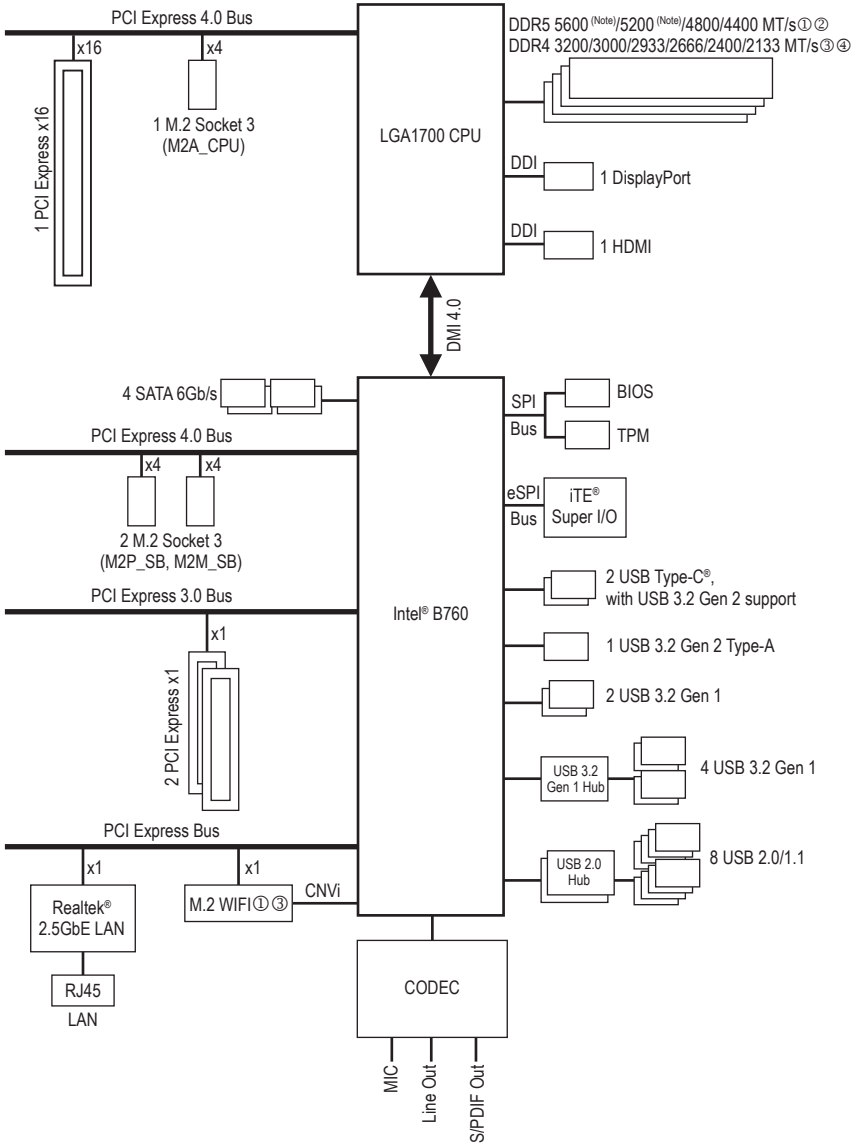 PCI Express 4.0 Bus
x16
x4
1 PCI Express x16
1 M.2 Socket 3
(M2A_CPU)
LGA1700 CPU
DDR5 5600 (Note)/5200 (Note)/4800/4400 MT/s①②
DDR4 3200/3000/2933/2666/2400/2133 MT/s③④
DDI
1 DisplayPort
DDI
1 HDMI
DMI 4.0
4 SATA 6Gb/s
PCI Express 4.0 Bus
x4
x4
2 M.2 Socket 3
(M2P_SB, M2M_SB)
PCI Express 3.0 Bus
x1
2 PCI Express x1
PCI Express Bus
x1
x1
Realtek®
2.5GbE LAN
RJ45
LAN
M.2 WIFI①③
CNVi
Intel® B760
SPI
Bus
BIOS
TPM
eSPI
Bus
iTE®
Super I/O
2 USB Type-C®,
with USB 3.2 Gen 2 support
1 USB 3.2 Gen 2 Type-A
2 USB 3.2 Gen 1
USB 3.2
Gen 1 Hub
4 USB 3.2 Gen 1
USB 2.0
Hub
8 USB 2.0/1.1
CODEC
MIC
Line Out
S/PDIF Out